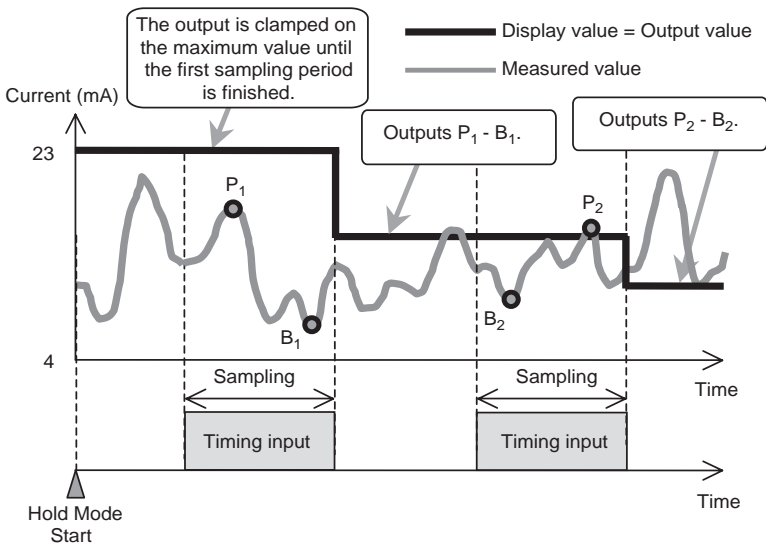 The output is clamped on
the maximum value until
the first sampling period
is finished.
Display value = Output value
Measured value
Current (mA)
Outputs P₁ - B₁.
Outputs P₂ - B₂.
23
P₁
P₂
B₁
B₂
4
Sampling
Sampling
Time
Timing input
Timing input
Time
Hold Mode
Start